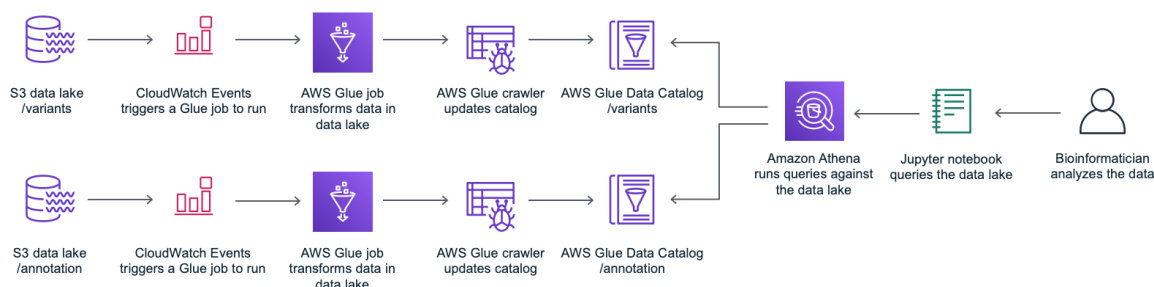 S3 data lake
/variants
CloudWatch Events
triggers a Glue job to run
AWS Glue job
transforms data in
data lake
AWS Glue crawler
updates catalog
AWS Glue Data Catalog
/variants
Amazon Athena
runs queries against
the data lake
Jupyter notebook
queries the data lake
Bioinformatician
analyzes the data
S3 data lake
/annotation
CloudWatch Events
triggers a Glue job to run
AWS Glue job
transforms data in
data lake
AWS Glue crawler
updates catalog
AWS Glue Data Catalog
/annotation